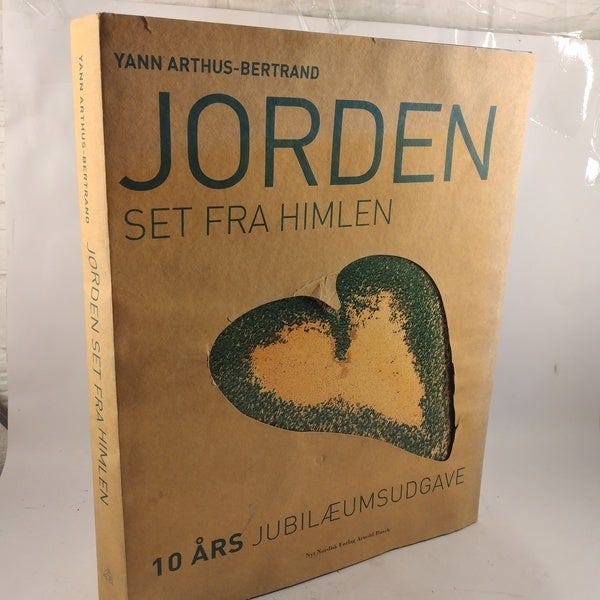 YANN ARTHUS-BERTRAND
JORDEN
SET FRA HIMLEN
10 ÅRS JUBILÆUMSUDGAVE
Nyt Nordisk Forlag Arnold Busck
YANN ARTHUS-BERTRAND JORDEN SET FRA HIMLEN